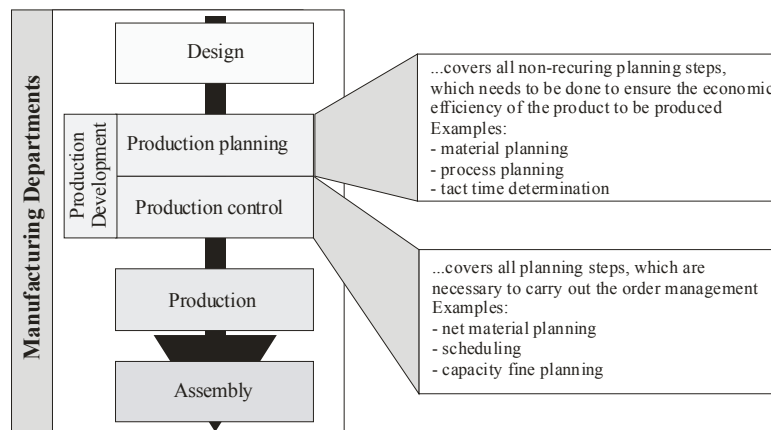 Manufacturing Departments
Design
Production
Development
Production planning
Production control
Production
Assembly
...covers all non-recuring planning steps,
which needs to be done to ensure the economic
efficiency of the product to be produced
Examples:
- material planning
- process planning
- tact time determination
...covers all planning steps, which are
necessary to carry out the order management
Examples:
- net material planning
- scheduling
- capacity fine planning